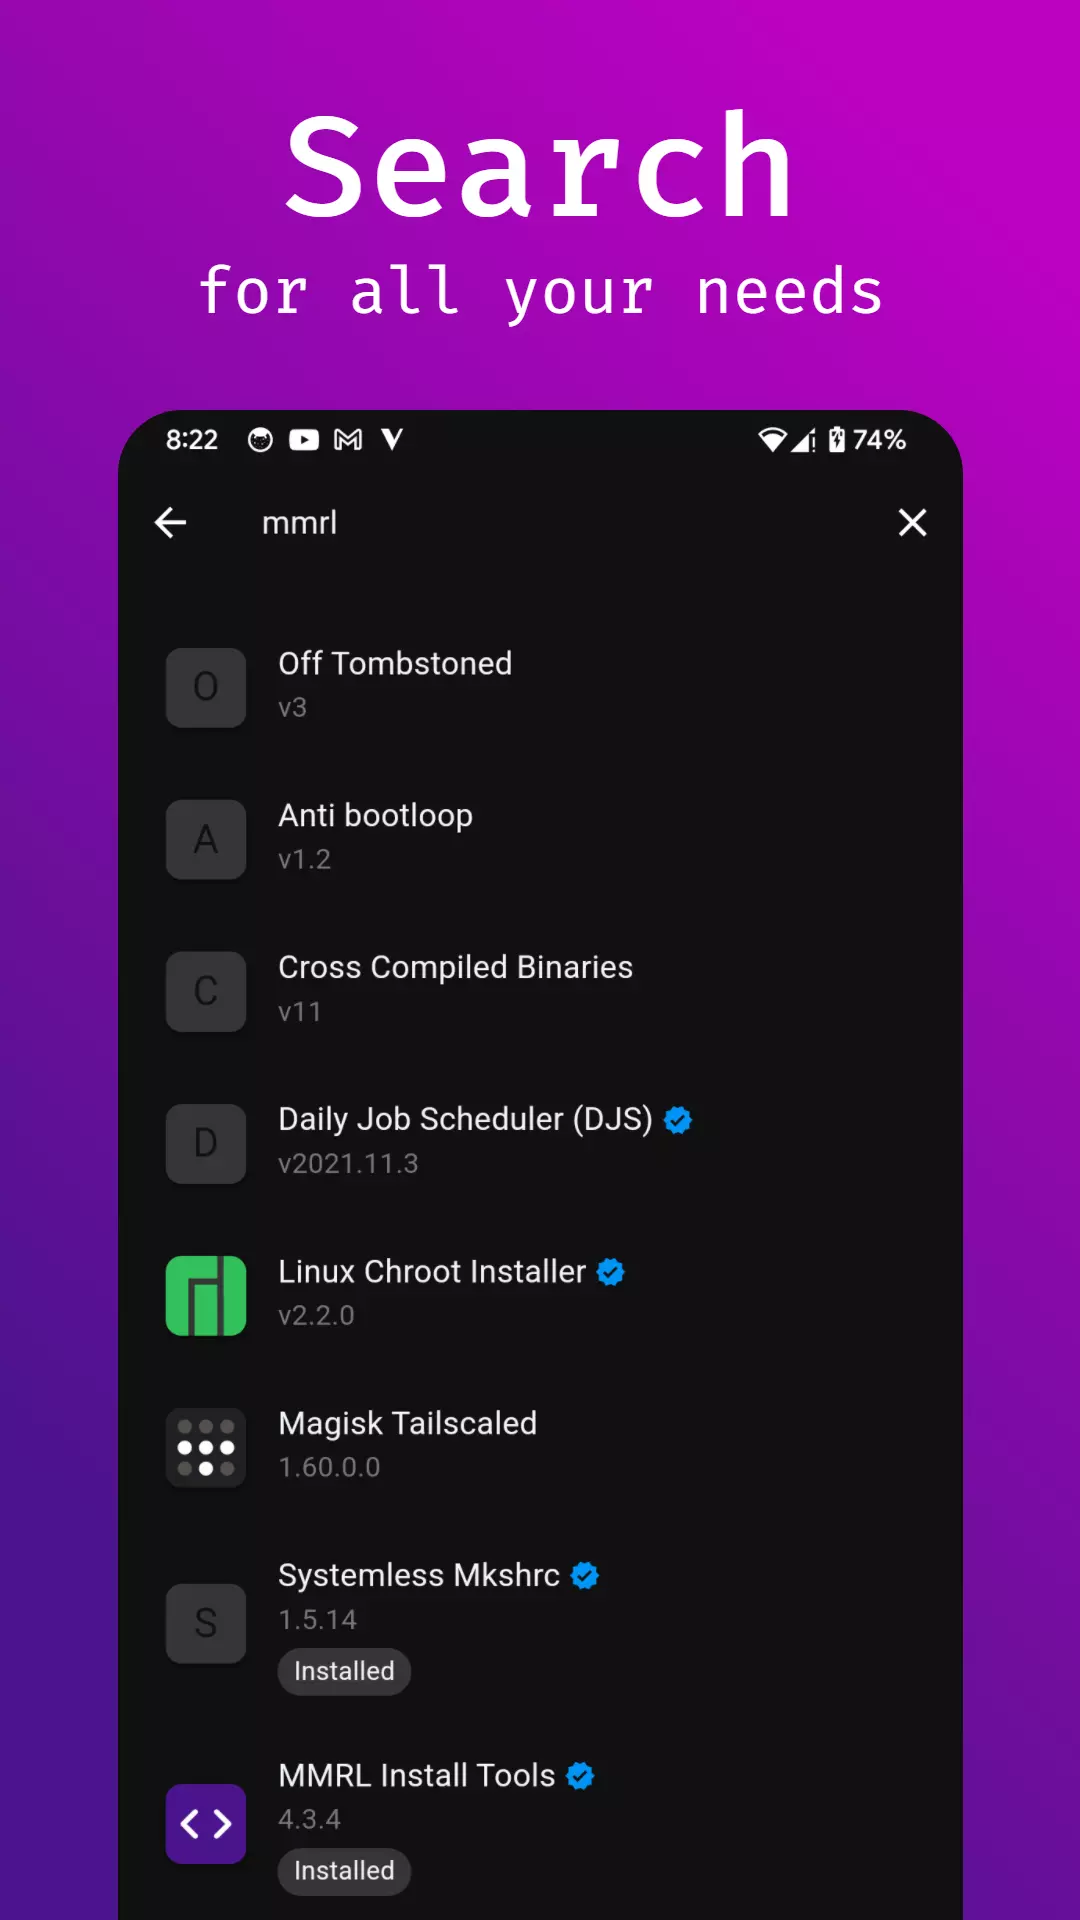 Search
for all your needs
8:22
74%
mmrl
O
Off Tombstoned
v3
A
Anti bootloop
v1.2
C
Cross Compiled Binaries
v11
D
Daily Job Scheduler (DJS)
v2021.11.3
Linux Chroot Installer
v2.2.0
Magisk Tailscaled
1.60.0.0
S
Systemless Mkshrc
1.5.14
Installed
MMRL Install Tools
4.3.4
Installed